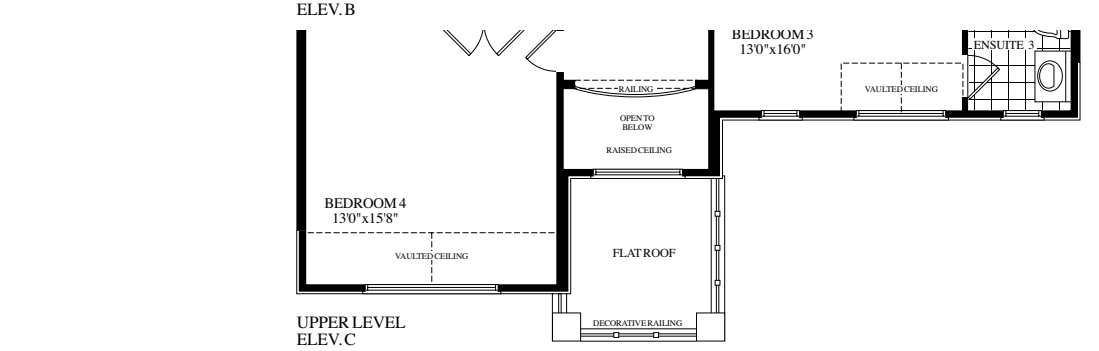 ELEV. B
BEDROOM 3
13'0"x16'0"
ENSUITE 3
VAULTED CEILING
RAILING
OPEN TO
BELOW
RAISED CEILING
BEDROOM 4
13'0"x15'8"
VAULTED CEILING
FLAT ROOF
DECORATIVE RAILING
UPPER LEVEL
ELEV. C